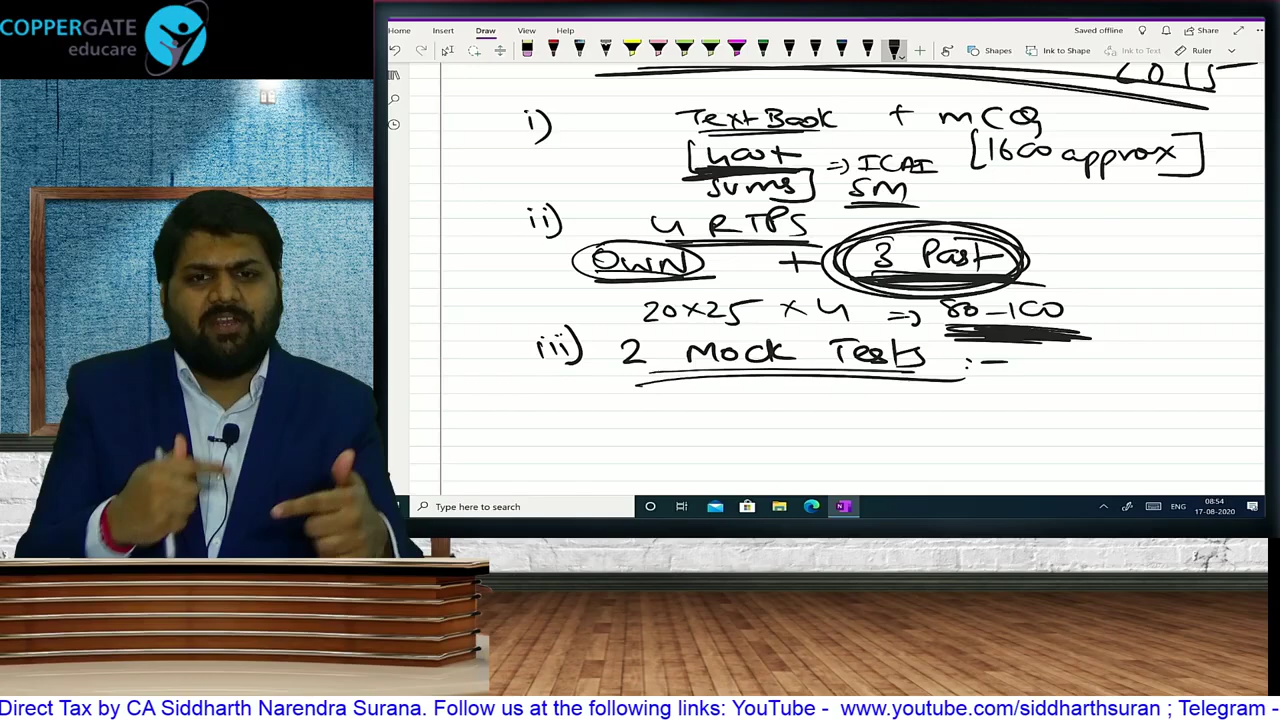 COPPERGATE
educare
Home Insert Draw View Help
Saved offline Share
Shapes Ink to Shape Ink to Text Ruler
2015
i) Text Book + MCQ
[400+ => ICAI [1600 approx]
Sums] SM
ii) 4 RTPS
OWN + 3 Past
20x25 x 4 => 80-100
iii) 2 Mock Tests :-
Type here to search
ENG
08:54
17-08-2020
Direct Tax by CA Siddharth Narendra Surana. Follow us at the following links: YouTube - www.youtube.com/siddharthsuran ; Telegram -